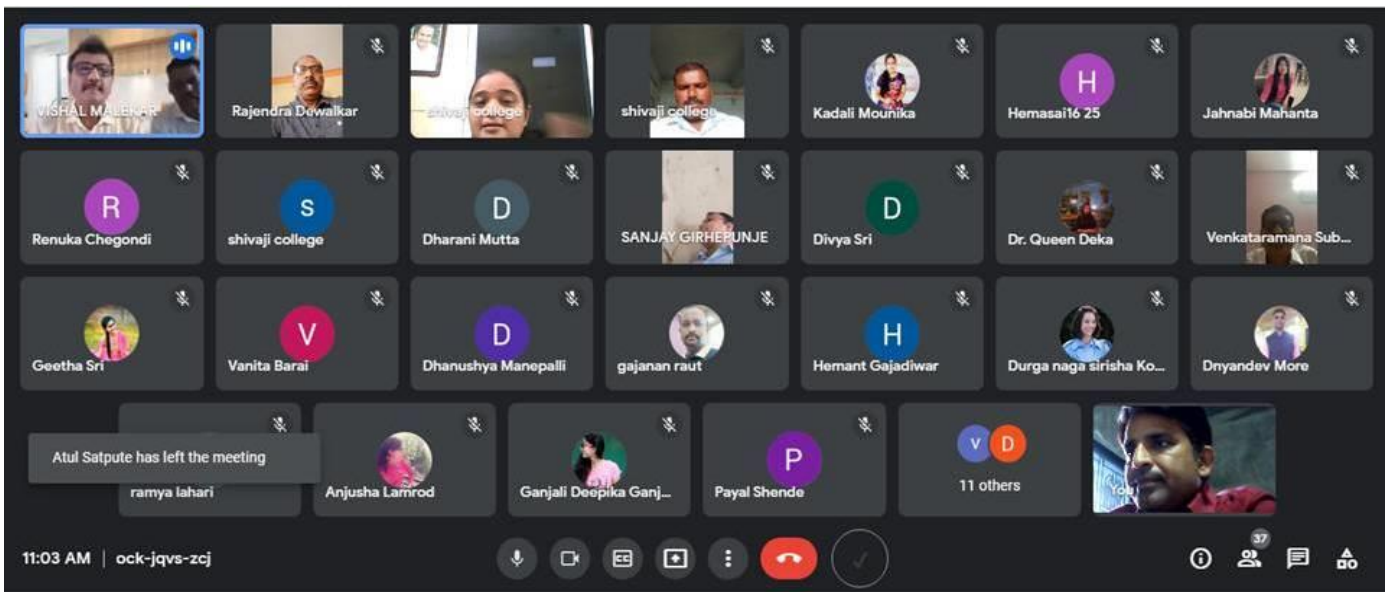 VISHAL MALEKAR
Rajendra Dewalkar
shivaji college
shivaji college
Kadali Mounika
H
Hemasai16 25
Jahnabi Mahanta
R
Renuka Chegondi
s
shivaji college
D
Dharani Mutta
SANJAY GIRHEPUNJE
D
Divya Sri
Dr. Queen Deka
Venkataramana Sub...
Geetha Sri
V
Vanita Barai
D
Dhanushya Manepalli
gajanan raut
H
Hemant Gajadiwar
Durga naga sirisha Ko...
Dnyandev More
Atul Satpute has left the meeting
ramya lahari
Anjusha Lamrod
Ganjali Deepika Ganj...
P
Payal Shende
V D
11 others
You
11:03 AM | ock-jqvs-zcj
CC
37